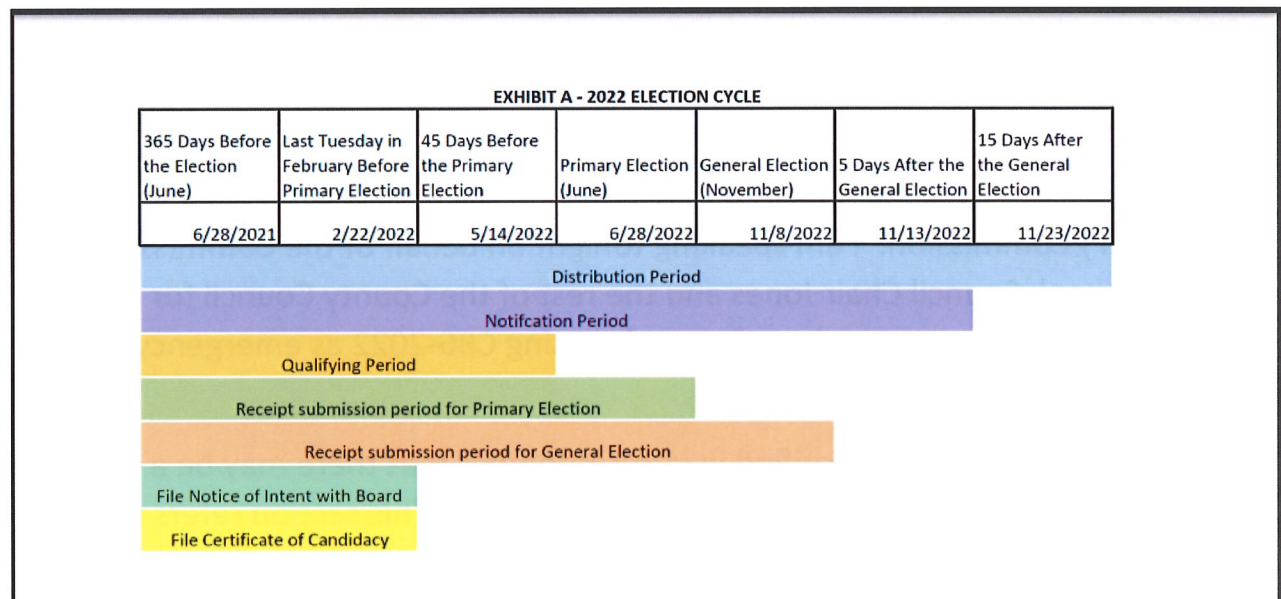 EXHIBIT A - 2022 ELECTION CYCLE
365 Days Before the Election (June)
Last Tuesday in February Before Primary Election
45 Days Before the Primary Election
Primary Election (June)
General Election (November)
5 Days After the General Election
15 Days After the General Election
6/28/2021 2/22/2022 5/14/2022 6/28/2022 11/8/2022 11/13/2022 11/23/2022
Distribution Period
Notifcation Period
Qualifying Period
Receipt submission period for Primary Election
Receipt submission period for General Election
File Notice of Intent with Board
File Certificate of Candidacy